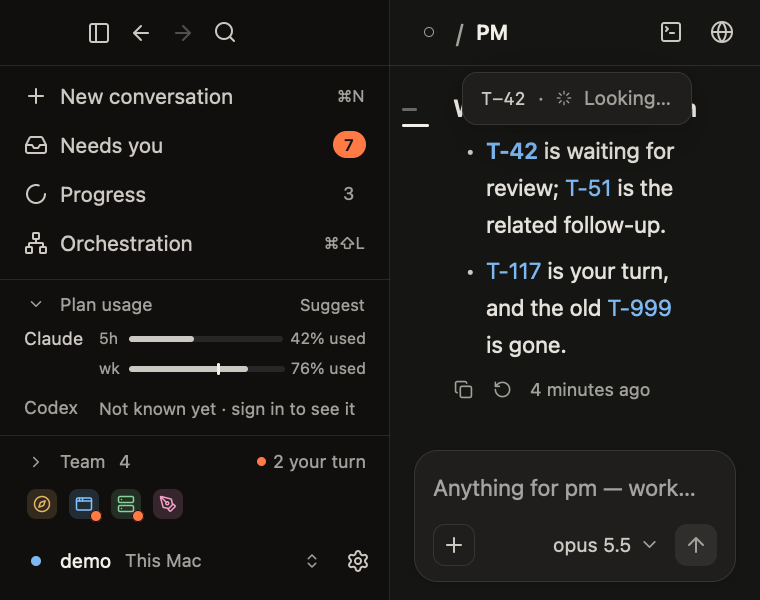 / PM
New conversation ⌘N
Needs you 7
Progress 3
Orchestration ⌘⇧L
Plan usage Suggest
Claude 5h 42% used
wk 76% used
Codex Not known yet · sign in to see it
Team 4 2 your turn
demo This Mac
T-42 · Looking...
T-42 is waiting for
review; T-51 is the
related follow-up.
T-117 is your turn,
and the old T-999
is gone.
4 minutes ago
Anything for pm — work...
opus 5.5